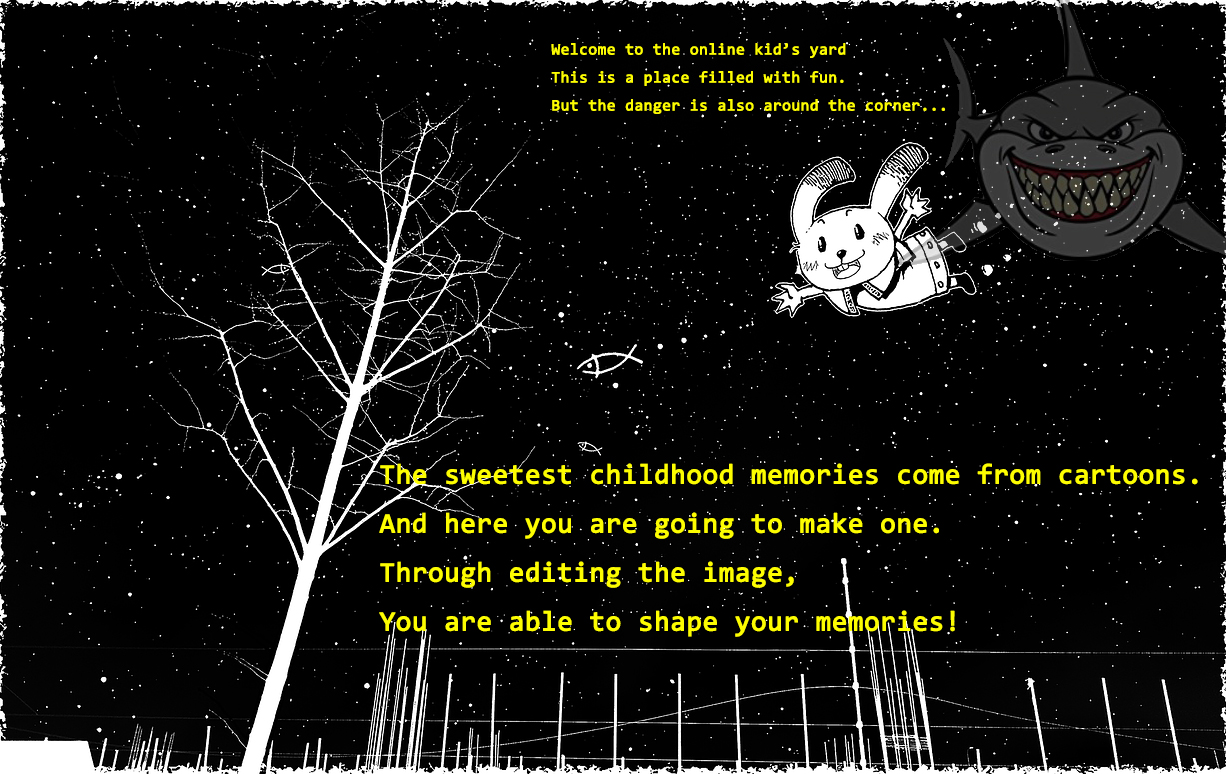 Welcome to the online kid’s yard
This is a place filled with fun.
But the danger is also around the corner...
The sweetest childhood memories come from cartoons.
And here you are going to make one.
Through editing the image,
You are able to shape your memories!